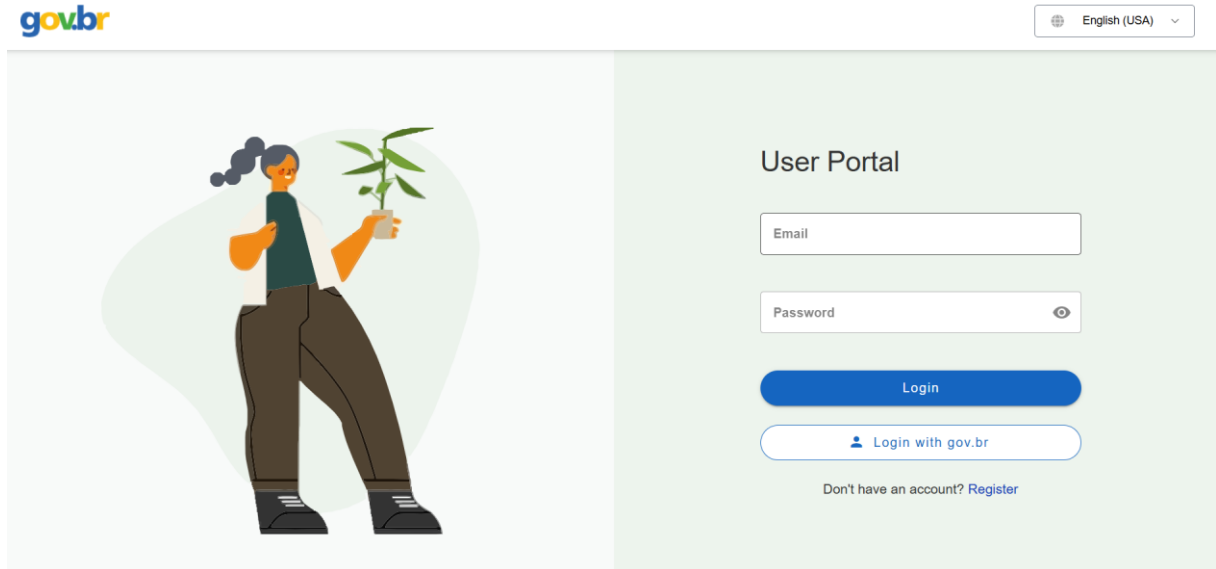 gov.br
English (USA)
User Portal
Email
Password
Login
Login with gov.br
Don't have an account? Register